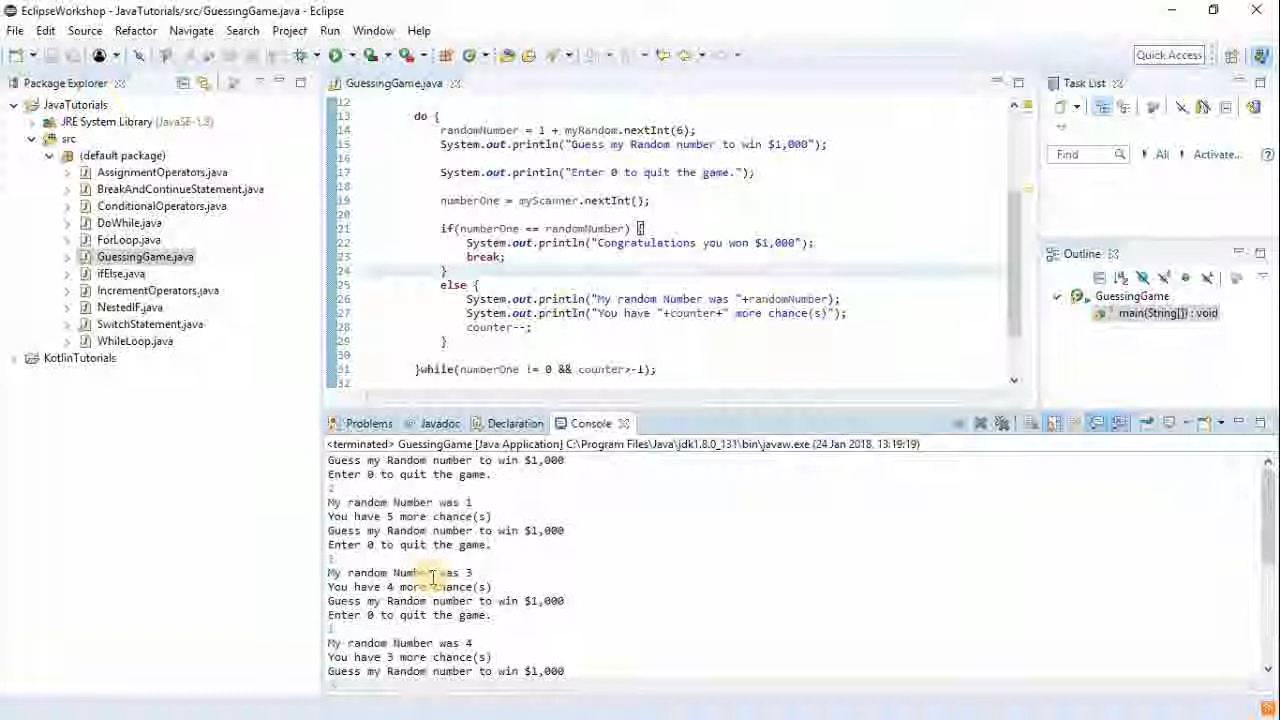 EclipseWorkshop - JavaTutorials/src/GuessingGame.java - Eclipse
File Edit Source Refactor Navigate Search Project Run Window Help
Quick Access
Package Explorer
JavaTutorials
JRE System Library [JavaSE-1.8]
src
(default package)
AssignmentOperators.java
BreakAndContinueStatement.java
ConditionalOperators.java
DoWhile.java
ForLoop.java
GuessingGame.java
ifElse.java
IncrementOperators.java
NestedIF.java
SwitchStatement.java
WhileLoop.java
KotlinTutorials
GuessingGame.java
12
13 do {
14 randomNumber = 1 + myRandom.nextInt(6);
15 System.out.println("Guess my Random number to win $1,000");
16
17 System.out.println("Enter 0 to quit the game.");
18
19 numberOne = myScanner.nextInt();
20
21 if(numberOne == randomNumber) {
22 System.out.println("Congratulations you won $1,000");
23 break;
24 }
25 else {
26 System.out.println("My random Number was "+randomNumber);
27 System.out.println("You have "+counter+" more chance(s)");
28 counter--;
29 }
30
31 }while(numberOne != 0 && counter>-1);
32
Task List
Find All Activate...
Outline
GuessingGame
main(String[]) : void
Problems Javadoc Declaration Console
<terminated> GuessingGame [Java Application] C:\Program Files\Java\jdk1.8.0_131\bin\javaw.exe (24 Jan 2018, 13:19:19)
Guess my Random number to win $1,000
Enter 0 to quit the game.
2
My random Number was 1
You have 5 more chance(s)
Guess my Random number to win $1,000
Enter 0 to quit the game.
My random Number was 3
You have 4 more chance(s)
Guess my Random number to win $1,000
Enter 0 to quit the game.
My random Number was 4
You have 3 more chance(s)
Guess my Random number to win $1,000